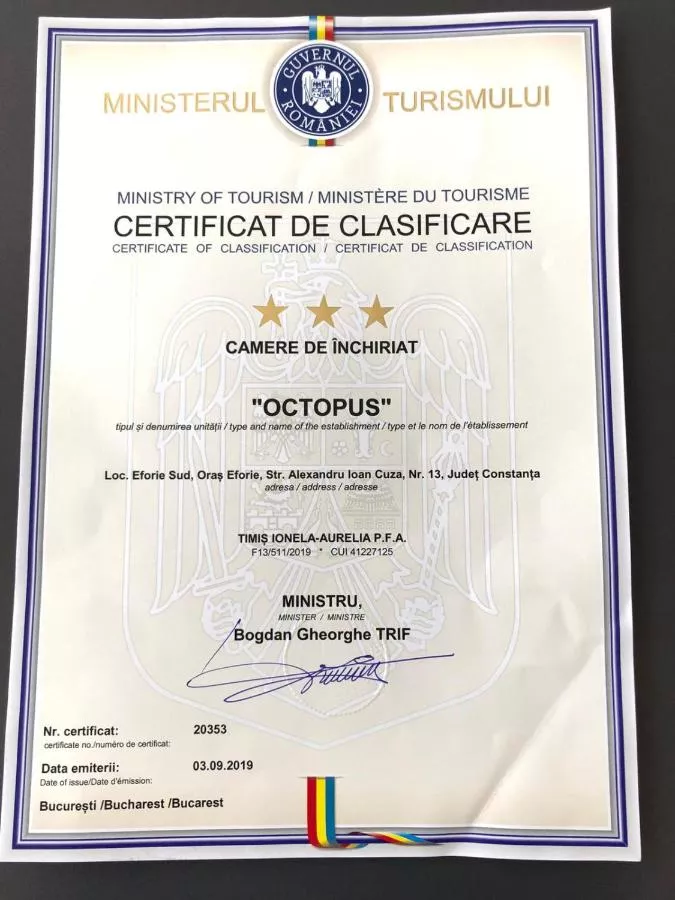 GUVERNUL
ROMÂNIEI
MINISTERUL TURISMULUI
MINISTRY OF TOURISM / MINISTÈRE DU TOURISME
CERTIFICAT DE CLASIFICARE
CERTIFICATE OF CLASSIFICATION / CERTIFICAT DE CLASSIFICATION
CAMERE DE ÎNCHIRIAT
"OCTOPUS"
tipul și denumirea unității / type and name of the establishment / type et le nom de l'établissement
Loc. Eforie Sud, Oraș Eforie, Str. Alexandru Ioan Cuza, Nr. 13, Județ Constanța
adresa / address / adresse
TIMIȘ IONELA-AURELIA P.F.A.
F13/511/2019 * CUI 41227125
MINISTRU,
MINISTER / MINISTRE
Bogdan Gheorghe TRIF
Nr. certificat: 20353
certificate no./numéro de certificat:
Data emiterii: 03.09.2019
Date of issue/Date d'émission:
București /Bucharest /Bucarest